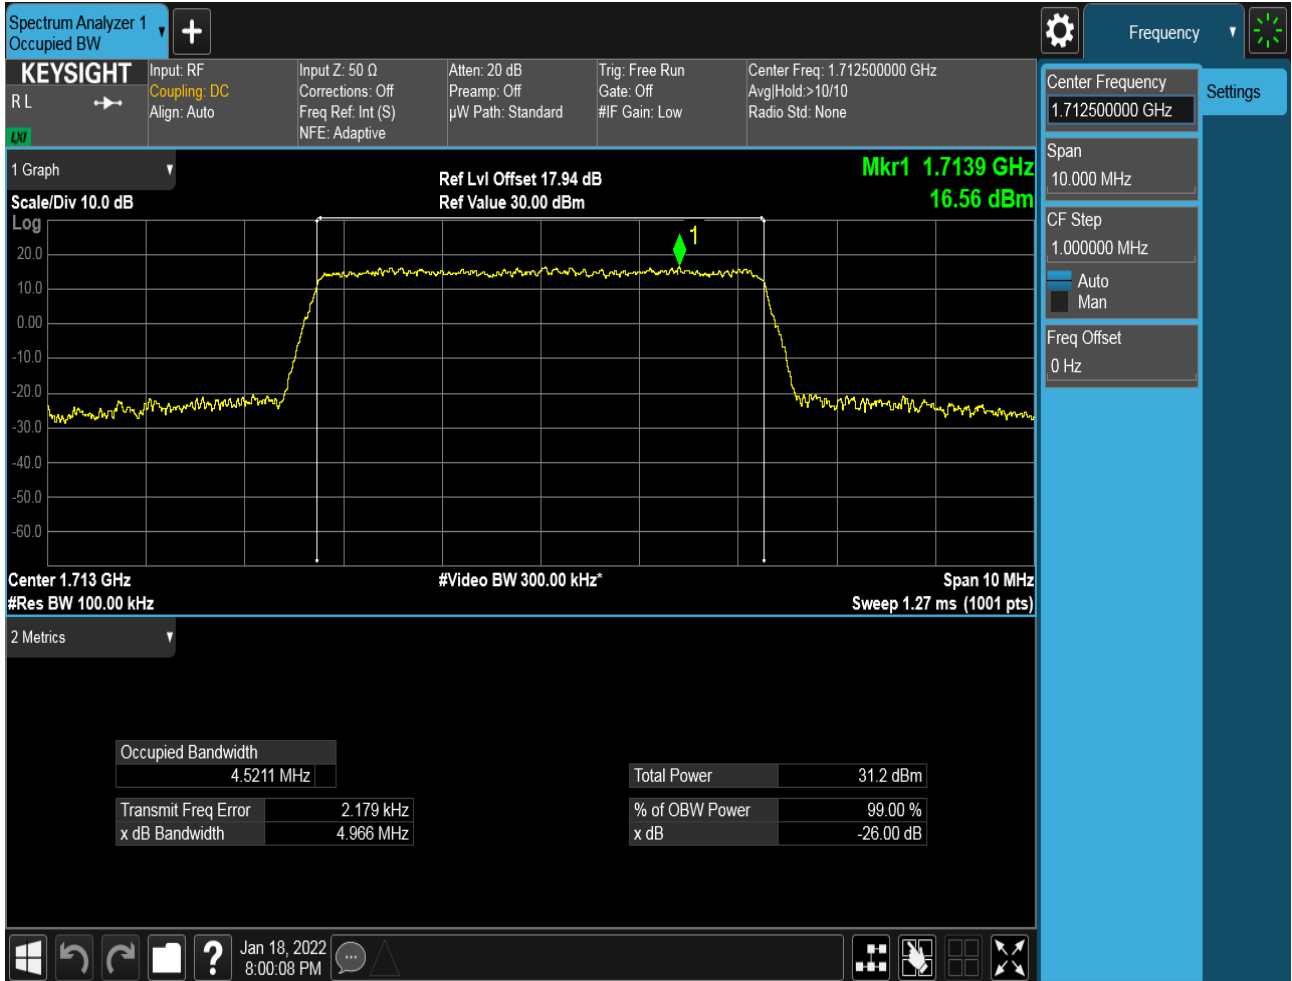 Spectrum Analyzer 1
Occupied BW
Frequency
KEYSIGHT
R L
LXI
Input: RF
Coupling: DC
Align: Auto
Input Z: 50 Ω
Corrections: Off
Freq Ref: Int (S)
NFE: Adaptive
Atten: 20 dB
Preamp: Off
µW Path: Standard
Trig: Free Run
Gate: Off
#IF Gain: Low
Center Freq: 1.712500000 GHz
Avg|Hold:>10/10
Radio Std: None
Center Frequency
1.712500000 GHz
Settings
Span
10.000 MHz
CF Step
1.000000 MHz
Auto
Man
Freq Offset
0 Hz
1 Graph
Scale/Div 10.0 dB
Ref Lvl Offset 17.94 dB
Ref Value 30.00 dBm
Mkr1 1.7139 GHz
16.56 dBm
Log
1
20.0
10.0
0.00
-10.0
-20.0
-30.0
-40.0
-50.0
-60.0
Center 1.713 GHz
#Video BW 300.00 kHz*
Span 10 MHz
#Res BW 100.00 kHz
Sweep 1.27 ms (1001 pts)
2 Metrics
Occupied Bandwidth
4.5211 MHz
Total Power 31.2 dBm
Transmit Freq Error 2.179 kHz
% of OBW Power 99.00 %
x dB Bandwidth 4.966 MHz
x dB -26.00 dB
?
Jan 18, 2022
8:00:08 PM